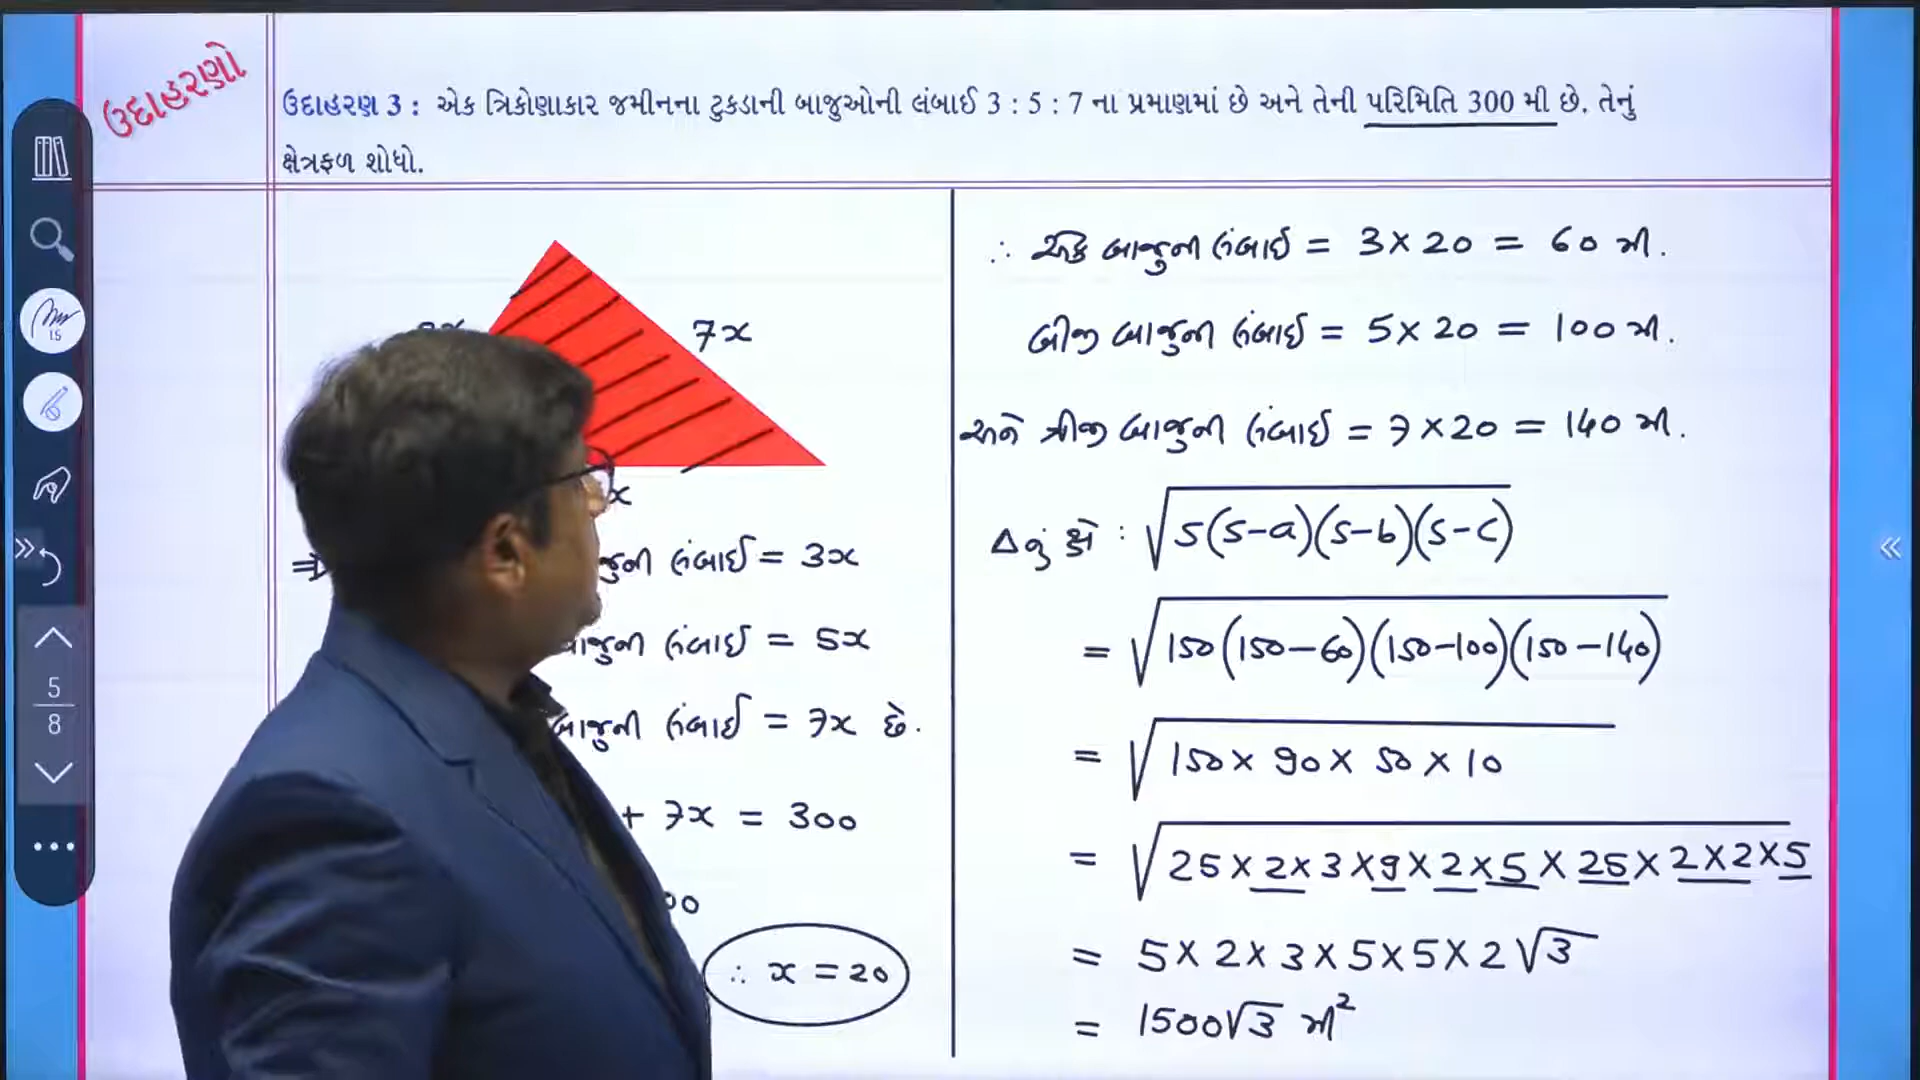 ઉદાહરણો
ઉદાહરણ 3 : એક ત્રિકોણાકાર જમીનના ટુકડાની બાજુઓની લંબાઈ 3 : 5 : 7 ના પ્રમાણમાં છે અને તેની પરિમિતિ 300 મી છે. તેનું
ક્ષેત્રફળ શોધો.
7x
x
જુની લંબાઈ = 3x
બાજુની લંબાઈ = 5x
બાજુની લંબાઈ = 7x છે.
+ 7x = 300
00
∴ x = 20
∴ એક બાજુની લંબાઈ = 3 × 20 = 60 મી.
બીજી બાજુની લંબાઈ = 5 × 20 = 100 મી.
અને ત્રીજી બાજુની લંબાઈ = 7 × 20 = 140 મી.
Δ નું ક્ષે : √S(S-a)(S-b)(S-c)
= √150(150-60)(150-100)(150-140)
= √150 × 90 × 50 × 10
= √25 × 2 × 3 × 9 × 2 × 5 × 25 × 2 × 2 × 5
= 5 × 2 × 3 × 5 × 5 × 2√3
= 1500√3 મી²
15
5
8